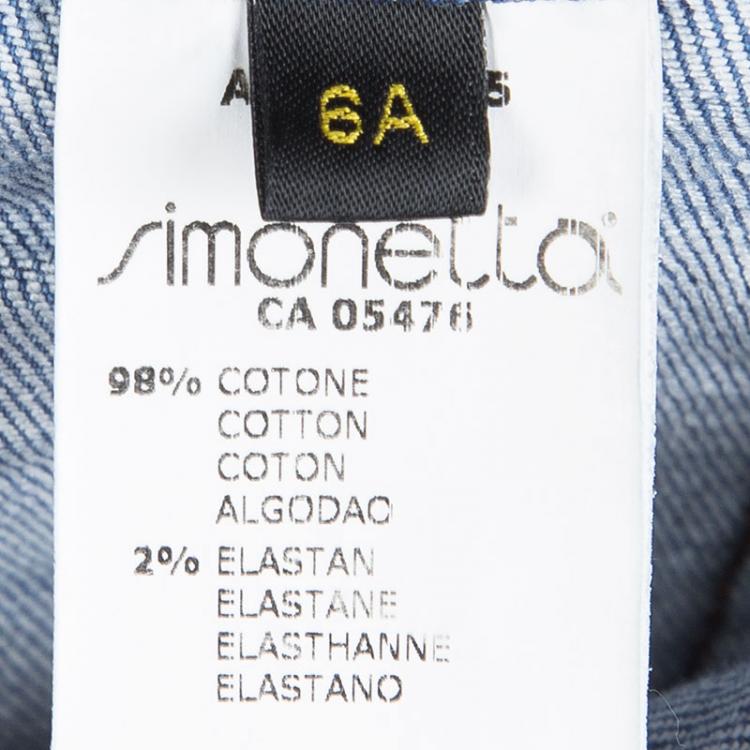 6A
simonetta
CA 05476
98% COTONE
COTTON
COTON
ALGODAO
2% ELASTAN
ELASTANE
ELASTHANNE
ELASTANO